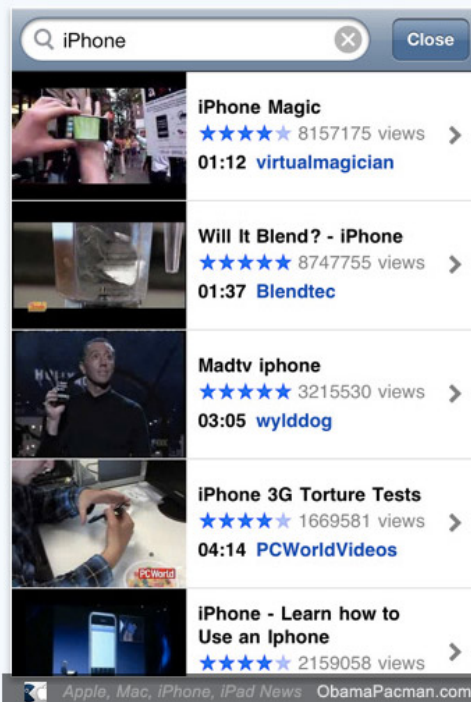 iPhone
Close
iPhone Magic
8157175 views
01:12 virtualmagician
Will It Blend? - iPhone
8747755 views
01:37 Blendtec
Madtv iphone
3215530 views
03:05 wylddog
iPhone 3G Torture Tests
1669581 views
04:14 PCWorldVideos
PCWorld
iPhone - Learn how to
Use an Iphone
2159058 views
Apple, Mac, iPhone, iPad News ObamaPacman.com